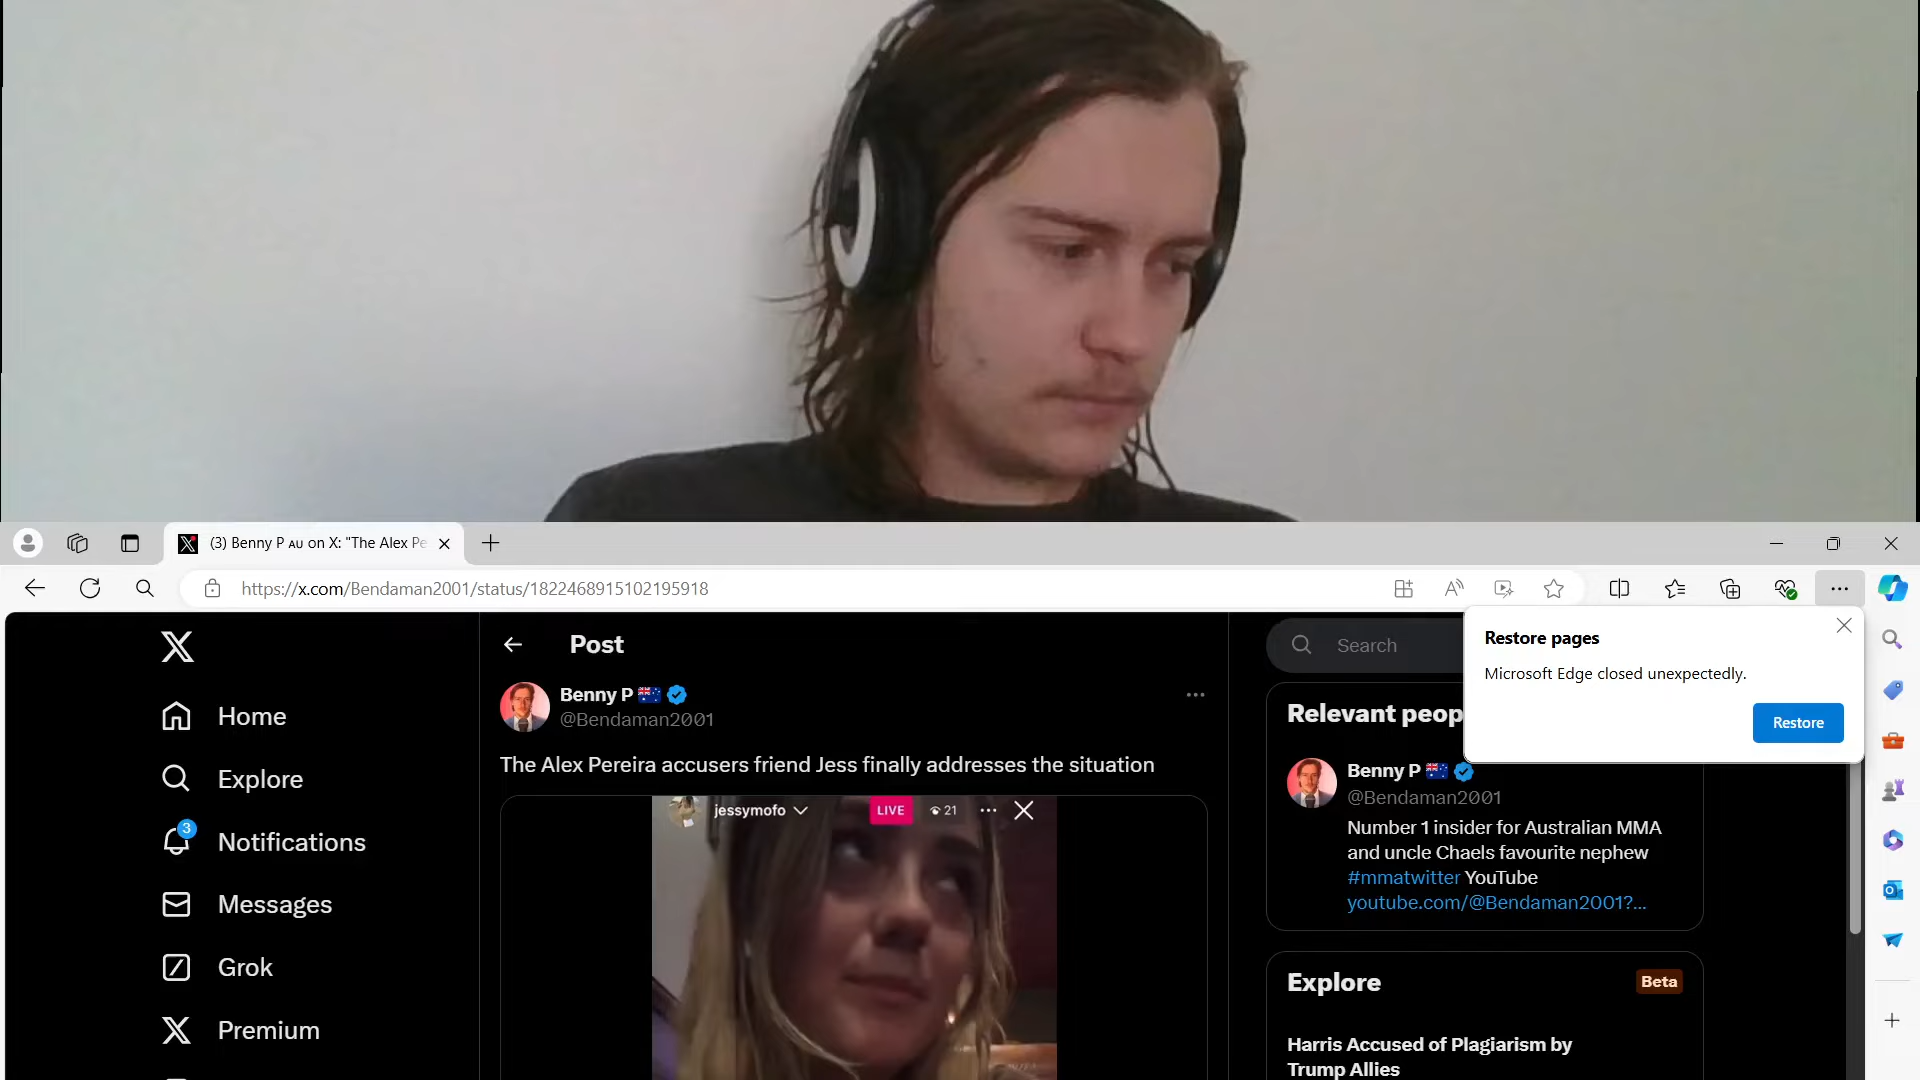 (3) Benny P AU on X: "The Alex Pe
https://x.com/Bendaman2001/status/1822468915102195918
Restore pages
Microsoft Edge closed unexpectedly.
Restore
Home
Explore
3
Notifications
Messages
Grok
Premium
Post
Benny P
@Bendaman2001
The Alex Pereira accusers friend Jess finally addresses the situation
jessymofo
LIVE
21
Search
Relevant peop
Benny P
@Bendaman2001
Number 1 insider for Australian MMA
and uncle Chaels favourite nephew
#mmatwitter YouTube
youtube.com/@Bendaman2001?...
Explore
Beta
Harris Accused of Plagiarism by
Trump Allies